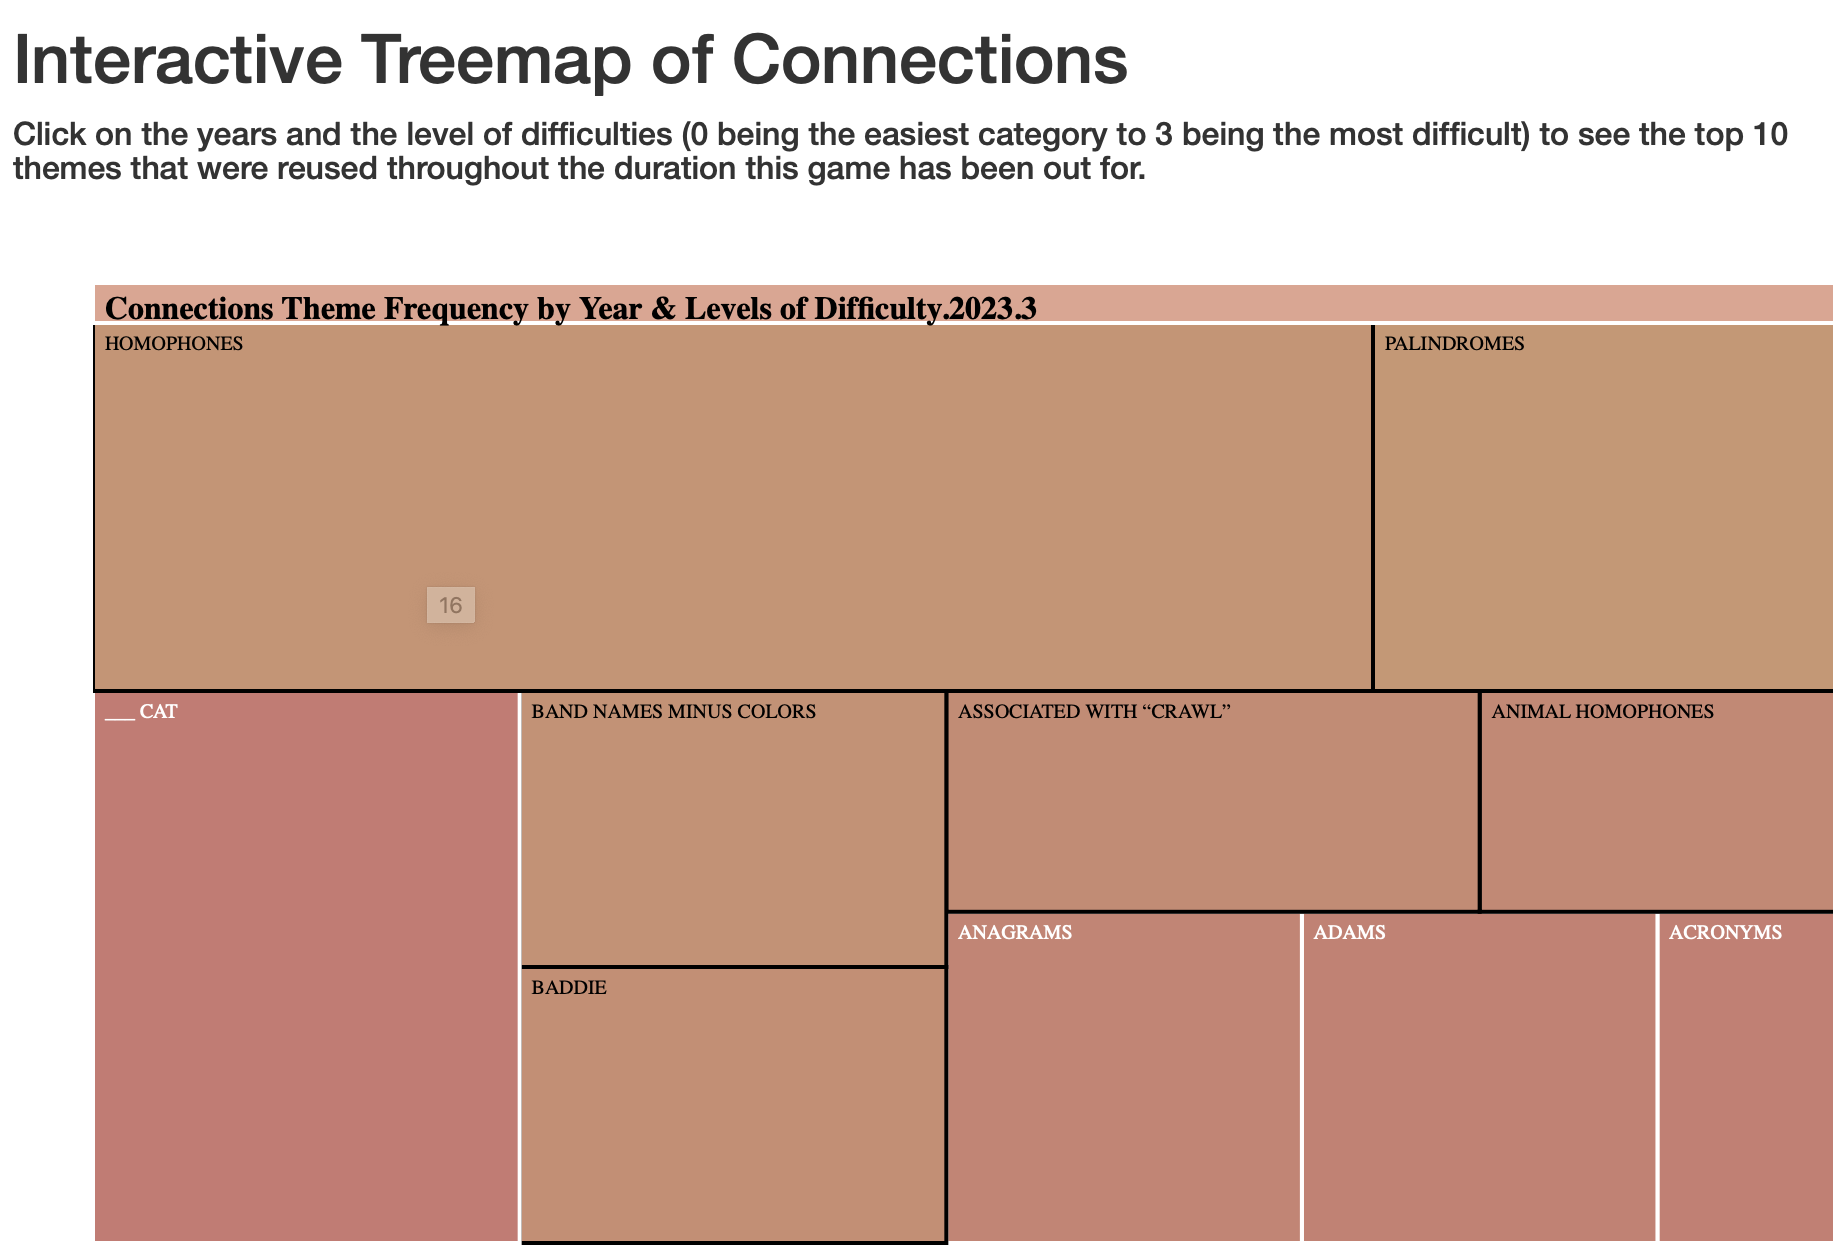 Interactive Treemap of Connections
Click on the years and the level of difficulties (0 being the easiest category to 3 being the most difficult) to see the top 10
themes that were reused throughout the duration this game has been out for.
Connections Theme Frequency by Year & Levels of Difficulty.2023.3
HOMOPHONES
PALINDROMES
16
___ CAT
BAND NAMES MINUS COLORS
ASSOCIATED WITH “CRAWL”
ANIMAL HOMOPHONES
ANAGRAMS
ADAMS
ACRONYMS
BADDIE